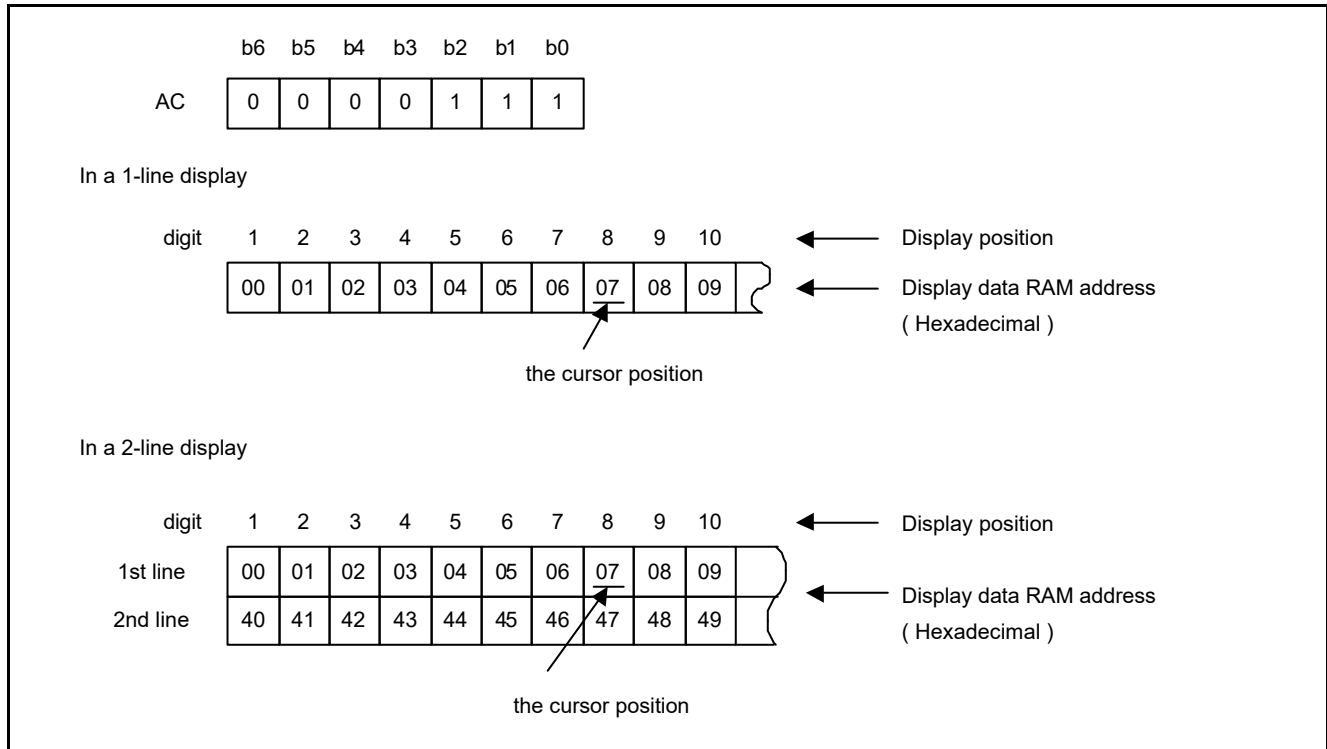 b6 b5 b4 b3 b2 b1 b0
AC 0 0 0 0 1 1 1
In a 1-line display
digit 1 2 3 4 5 6 7 8 9 10 Display position
00 01 02 03 04 05 06 07 08 09 Display data RAM address
( Hexadecimal )
the cursor position
In a 2-line display
digit 1 2 3 4 5 6 7 8 9 10 Display position
1st line 00 01 02 03 04 05 06 07 08 09
Display data RAM address
2nd line 40 41 42 43 44 45 46 47 48 49
( Hexadecimal )
the cursor position